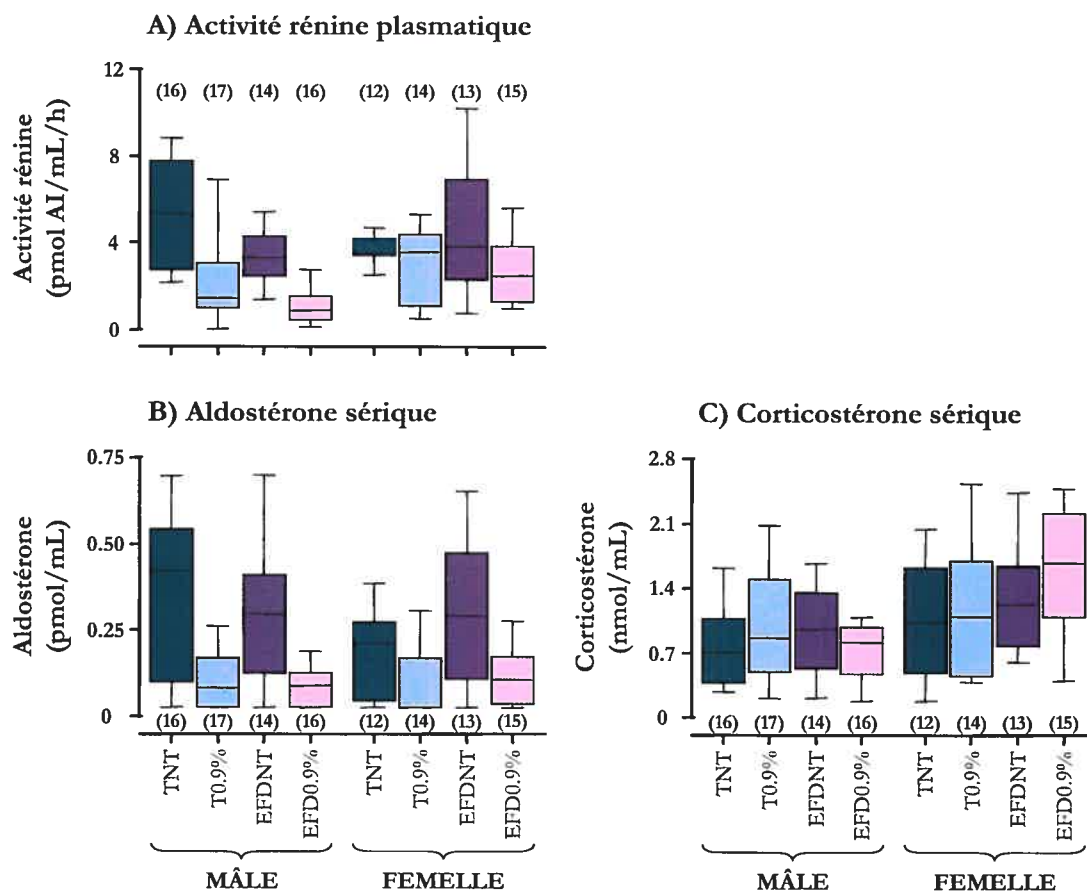 A) Activité rénine plasmatique
Activité rénine
(pmol AI/mL/h)
12
8
4
0
(16) (17) (14) (16) (12) (14) (13) (15)
B) Aldostérone sérique
Aldostérone
(pmol/mL)
0.75
0.50
0.25
0
(16) (17) (14) (16) (12) (14) (13) (15)
TNT
T0.9%
EFDNT
EFD0.9%
TNT
T0.9%
EFDNT
EFD0.9%
MÂLE
FEMELLE
C) Corticostérone sérique
Corticostérone
(nmol/mL)
2.8
2.1
1.4
0.7
0
(16) (17) (14) (16) (12) (14) (13) (15)
TNT
T0.9%
EFDNT
EFD0.9%
TNT
T0.9%
EFDNT
EFD0.9%
MÂLE
FEMELLE